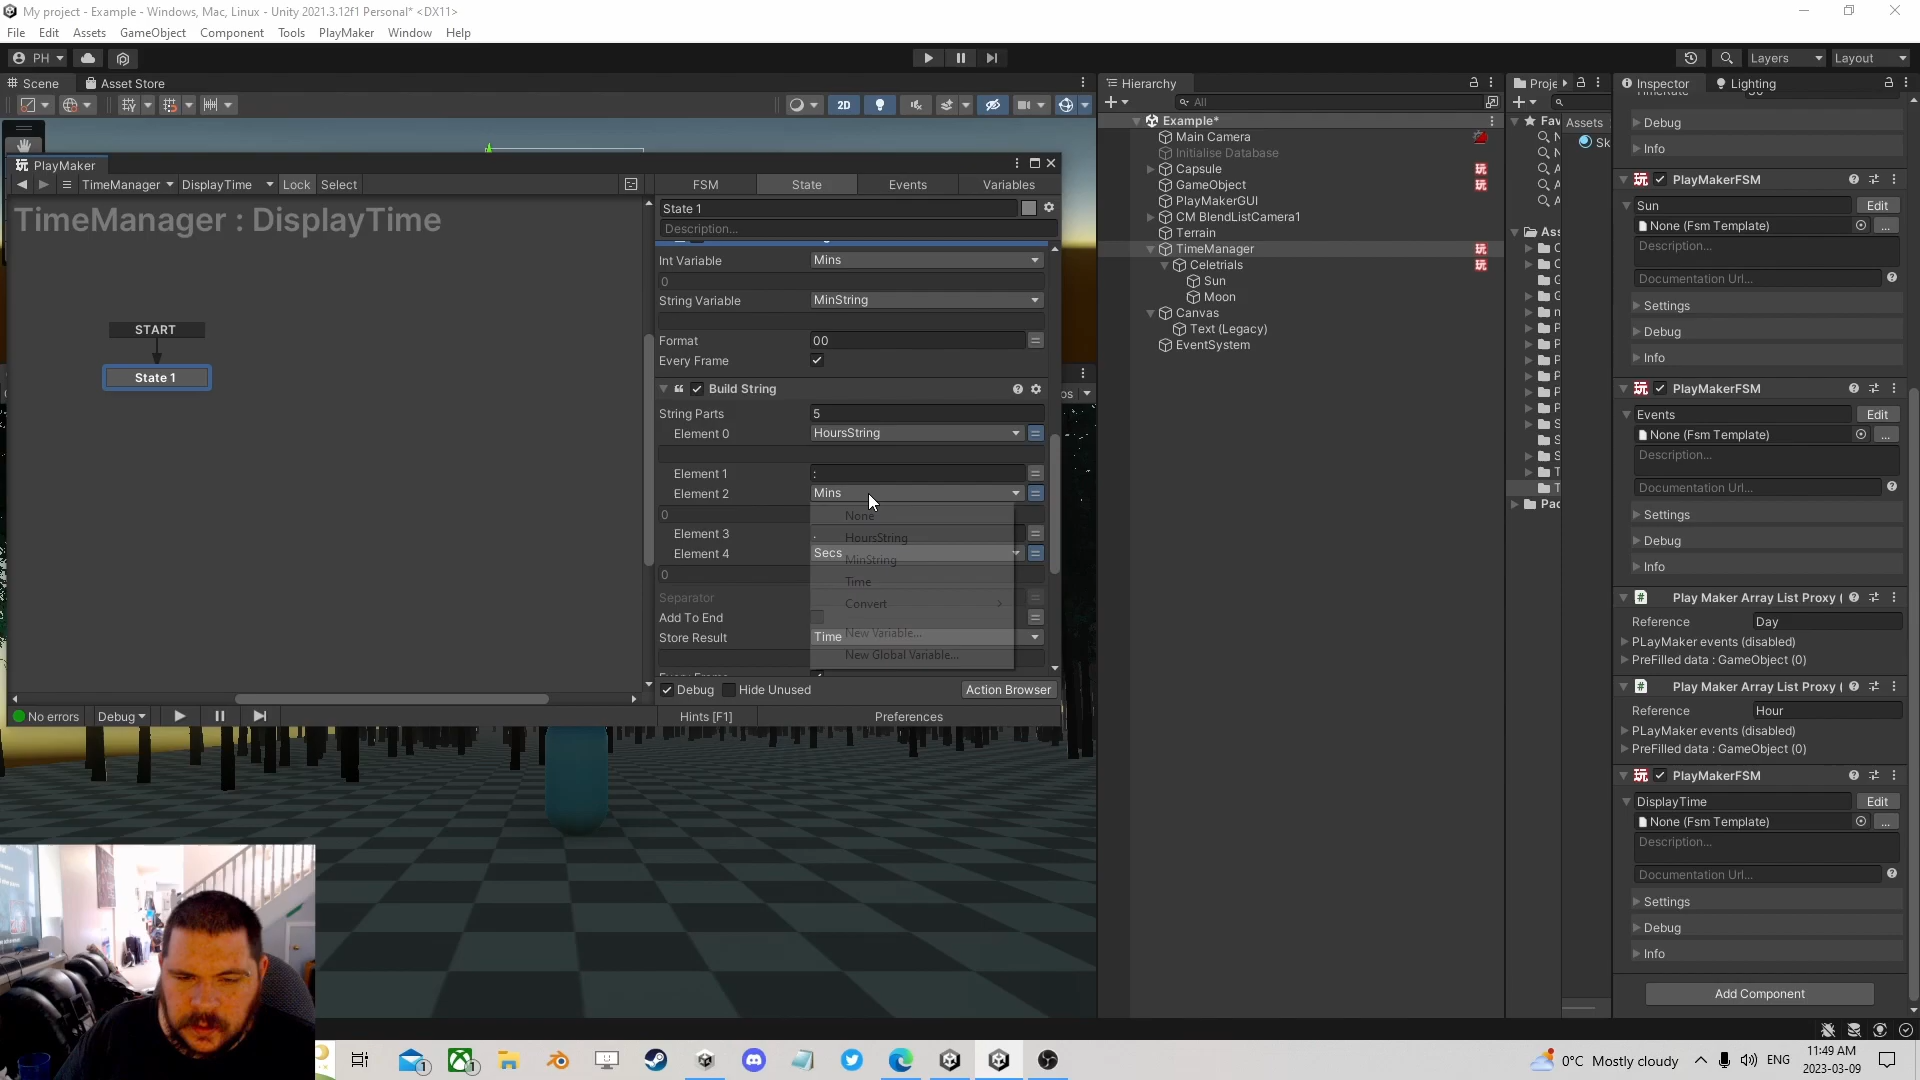 My project - Example - Windows, Mac, Linux - Unity 2021.3.12f1 Personal* <DX11>
File Edit Assets GameObject Component Tools PlayMaker Window Help
PH Layers Layout
Scene Asset Store
2D
PlayMaker
TimeManager DisplayTime Lock Select
TimeManager : DisplayTime
START
State 1
No errors Debug
FSM State Events Variables
State 1
Description...
Int Variable Mins
0
String Variable MinString
Format 00
Every Frame
Build String
String Parts 5
Element 0 HoursString
Element 1 :
Element 2 Mins
0 None
HoursString
Element 3 .
Element 4 Secs
MinString
0 Time
Separator Convert
Add To End
Store Result Time
New Variable...
New Global Variable...
Debug Hide Unused Action Browser
Hints [F1] Preferences
Hierarchy
All
Example*
Main Camera
Initialise Database
Capsule
GameObject
PlayMakerGUI
CM BlendListCamera1
Terrain
TimeManager
Celetrials
Sun
Moon
Canvas
Text (Legacy)
EventSystem
Proje
Fav
Assets
Sk
Ass
Pac
Inspector Lighting
Debug
Info
PlayMakerFSM
Sun Edit
None (Fsm Template) ...
Description...
Documentation Url...
Settings
Debug
Info
PlayMakerFSM
Events Edit
None (Fsm Template) ...
Description...
Documentation Url...
Settings
Debug
Info
Play Maker Array List Proxy (
Reference Day
PLayMaker events (disabled)
PreFilled data : GameObject (0)
Play Maker Array List Proxy (
Reference Hour
PLayMaker events (disabled)
PreFilled data : GameObject (0)
PlayMakerFSM
DisplayTime Edit
None (Fsm Template) ...
Description...
Documentation Url...
Settings
Debug
Info
Add Component
0°C Mostly cloudy ENG 11:49 AM
2023-03-09